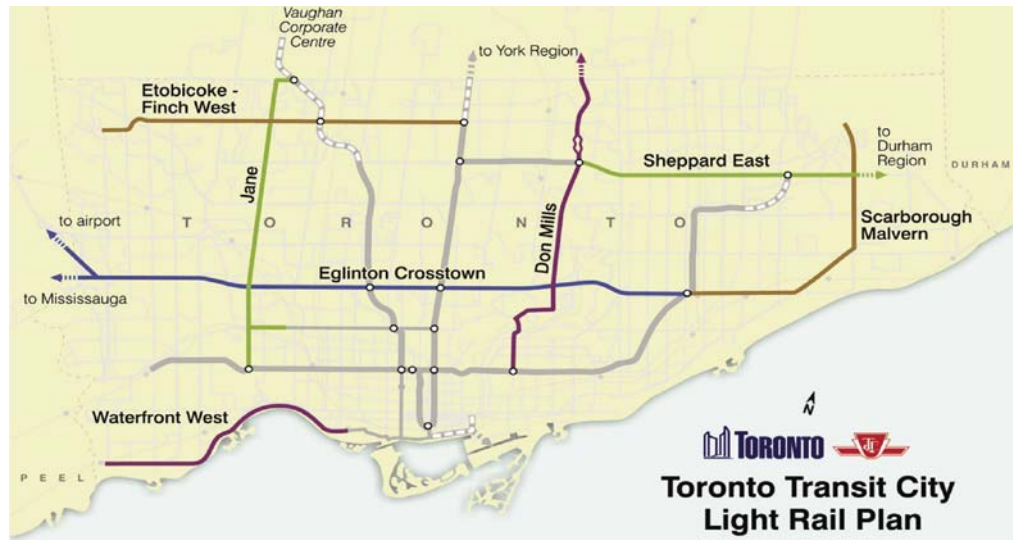 Vaughan
Corporate
Centre
to York Region
Etobicoke -
Finch West
Sheppard East
to
Durham
Region
DURHAM
Jane
Don Mills
TORONTO
Scarborough
Malvern
to airport
Eglinton Crosstown
to Mississauga
Waterfront West
PEEL
N
TORONTO
Toronto Transit City
Light Rail Plan